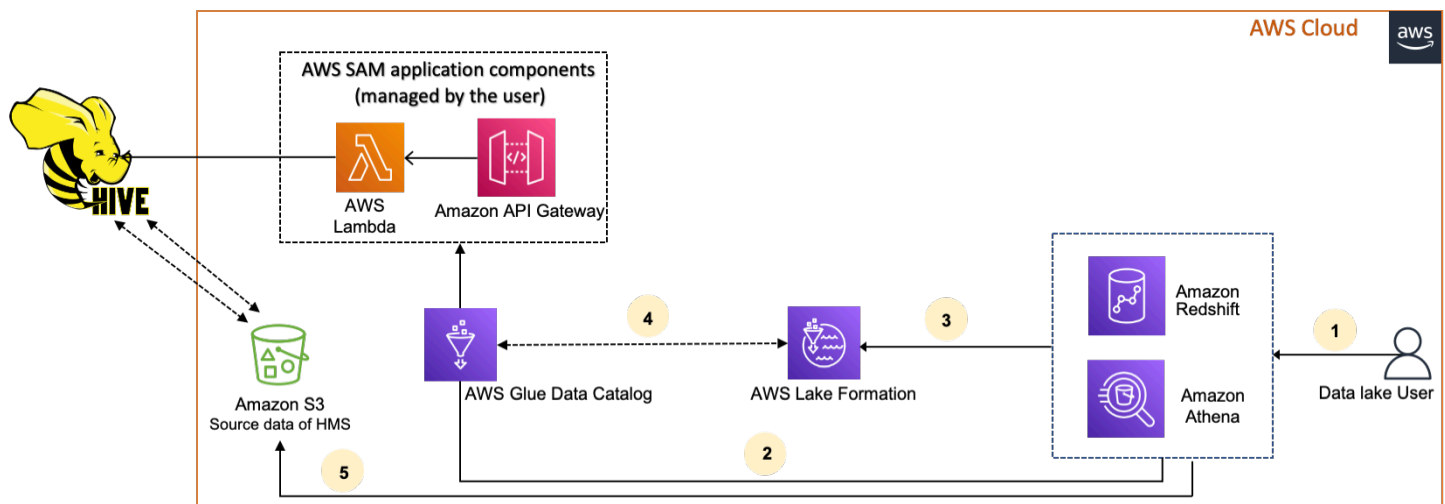 AWS Cloud
aws
AWS SAM application components
(managed by the user)
HIVE
AWS
Lambda
Amazon API Gateway
Amazon
Redshift
4
3
1
AWS Glue Data Catalog
AWS Lake Formation
Amazon
Athena
Data lake User
Amazon S3
Source data of HMS
2
5